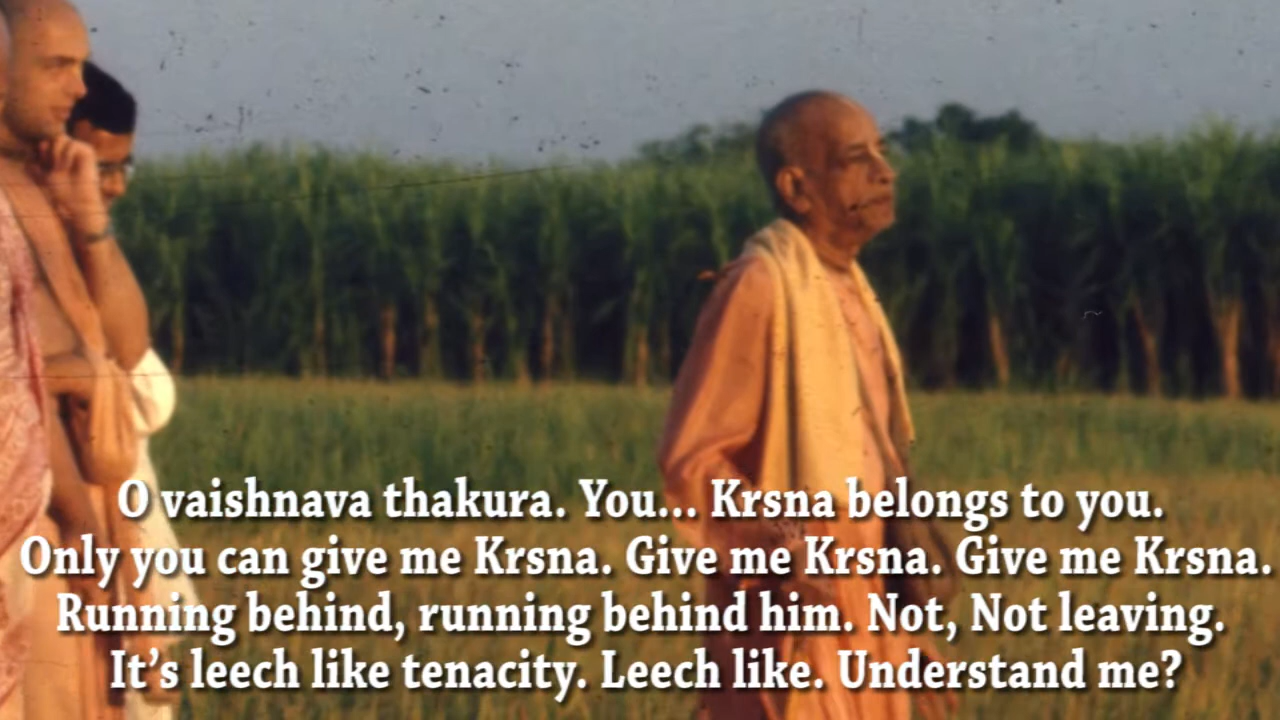 O vaishnava thakura. You... Krsna belongs to you.
Only you can give me Krsna. Give me Krsna. Give me Krsna.
Running behind, running behind him. Not, Not leaving.
It’s leech like tenacity. Leech like. Understand me?